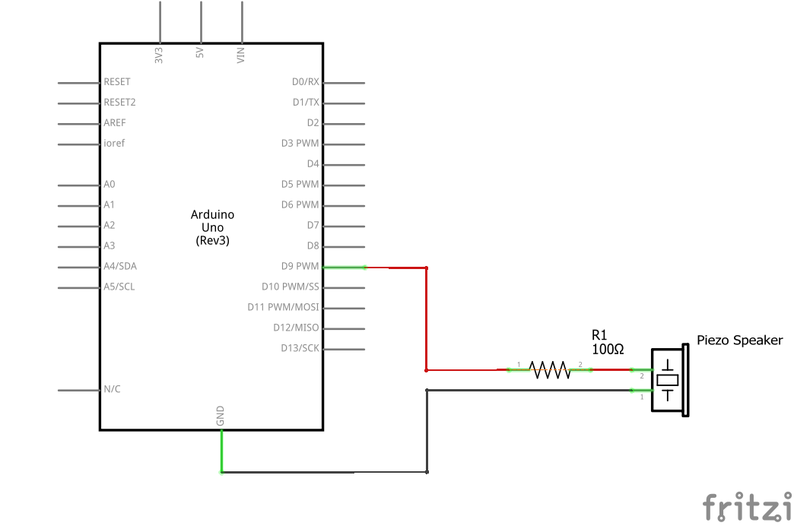 3V3
5V
VIN
RESET
RESET2
AREF
ioref
A0
A1
A2
A3
A4/SDA
A5/SCL
N/C
Arduino
Uno
(Rev3)
D0/RX
D1/TX
D2
D3 PWM
D4
D5 PWM
D6 PWM
D7
D8
D9 PWM
D10 PWM/SS
D11 PWM/MOSI
D12/MISO
D13/SCK
GND
R1
100Ω
1
2
Piezo Speaker
2
1
fritzi